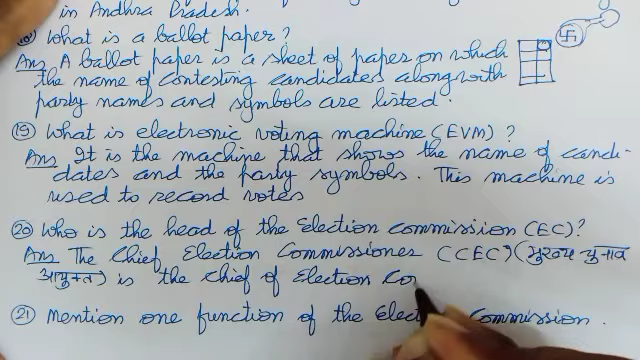 in Andhra Pradesh.
What is a ballot paper?
Ans A ballot paper is a sheet of paper on which
the name of contesting candidates along with
party names and symbols are listed.
19 What is electronic voting machine (EVM)?
Ans It is the machine that shows the name of candi-
dates and the party symbols. This machine is
used to record votes
20 Who is the head of the Election commission (EC)?
Ans The Chief Election Commissioner (CEC) (मुख्य चुनाव
आयुक्त) is the chief of Election Co
21 Mention one function of the Elect Commission.